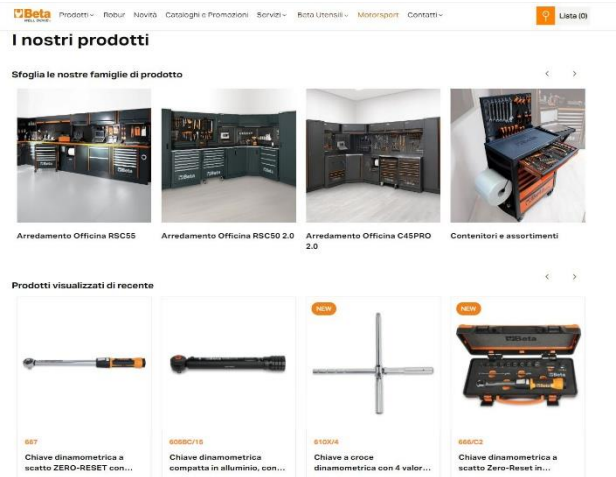 Beta
Prodotti Robur Novità Cataloghi e Promozioni Servizi Beta Utensili Motorsport Contatti Lista (0)
I nostri prodotti
Sfoglia le nostre famiglie di prodotto
Arredamento Officina RSC55
Arredamento Officina RSC50 2.0
Arredamento Officina C45PRO
2.0
Contenitori e assortimenti
Prodotti visualizzati di recente
NEW
NEW
Beta
667
Chiave dinamometrica a
scatto ZERO-RESET con...
Chiave dinamometrica
compatta in alluminio, con...
610X/4
Chiave a croce
dinamometrica con 4 valor...
666/C2
Chiave dinamometrica a
scatto Zero-Reset in...